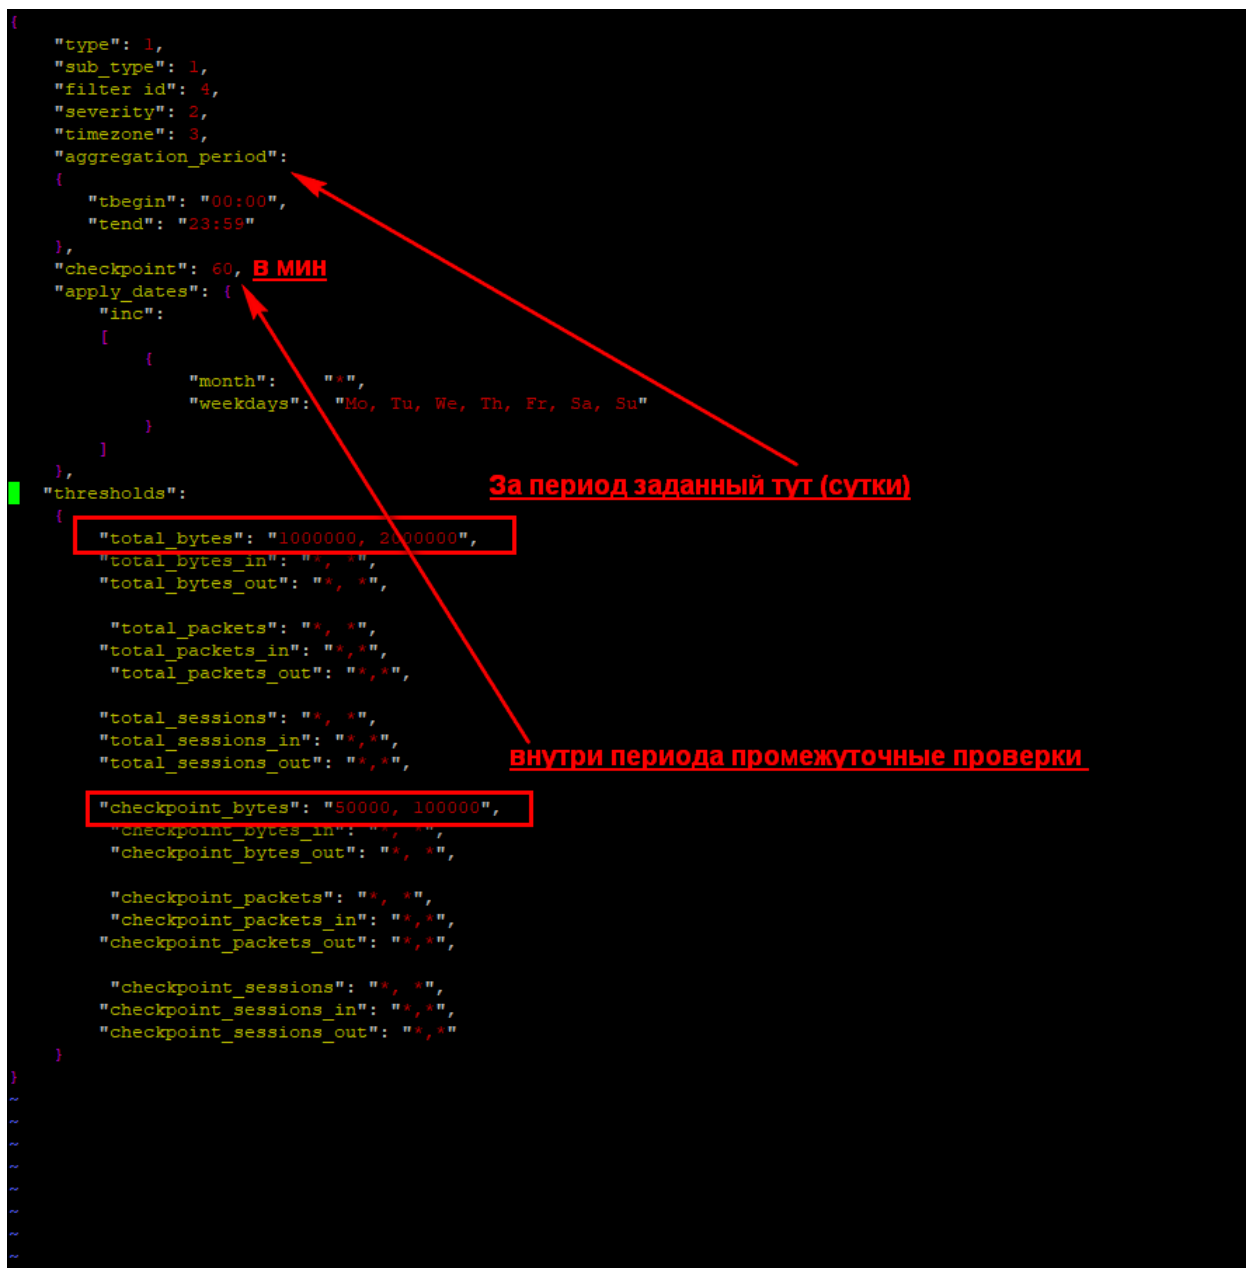 {
"type": 1,
"sub_type": 1,
"filter id": 4,
"severity": 2,
"timezone": 3,
"aggregation_period":
{
"tbegin": "00:00",
"tend": "23:59"
},
"checkpoint": 60, в мин
"apply_dates": {
"inc":
[
{
"month": "*",
"weekdays": "Mo, Tu, We, Th, Fr, Sa, Su"
}
]
},
За период заданный тут (сутки)
"thresholds":
{
"total_bytes": "1000000, 2000000",
"total_bytes_in": "*, *",
"total_bytes_out": "*, *",
"total_packets": "*, *",
"total_packets_in": "*,*",
"total_packets_out": "*,*",
"total_sessions": "*, *",
"total_sessions_in": "*,*",
"total_sessions_out": "*,*",
внутри периода промежуточные проверки
"checkpoint_bytes": "50000, 100000",
"checkpoint_bytes_in": "*, *",
"checkpoint_bytes_out": "*, *",
"checkpoint_packets": "*, *",
"checkpoint_packets_in": "*,*",
"checkpoint_packets_out": "*,*",
"checkpoint_sessions": "*, *",
"checkpoint_sessions_in": "*,*",
"checkpoint_sessions_out": "*,*"
}
}
~
~
~
~
~
~
~
~